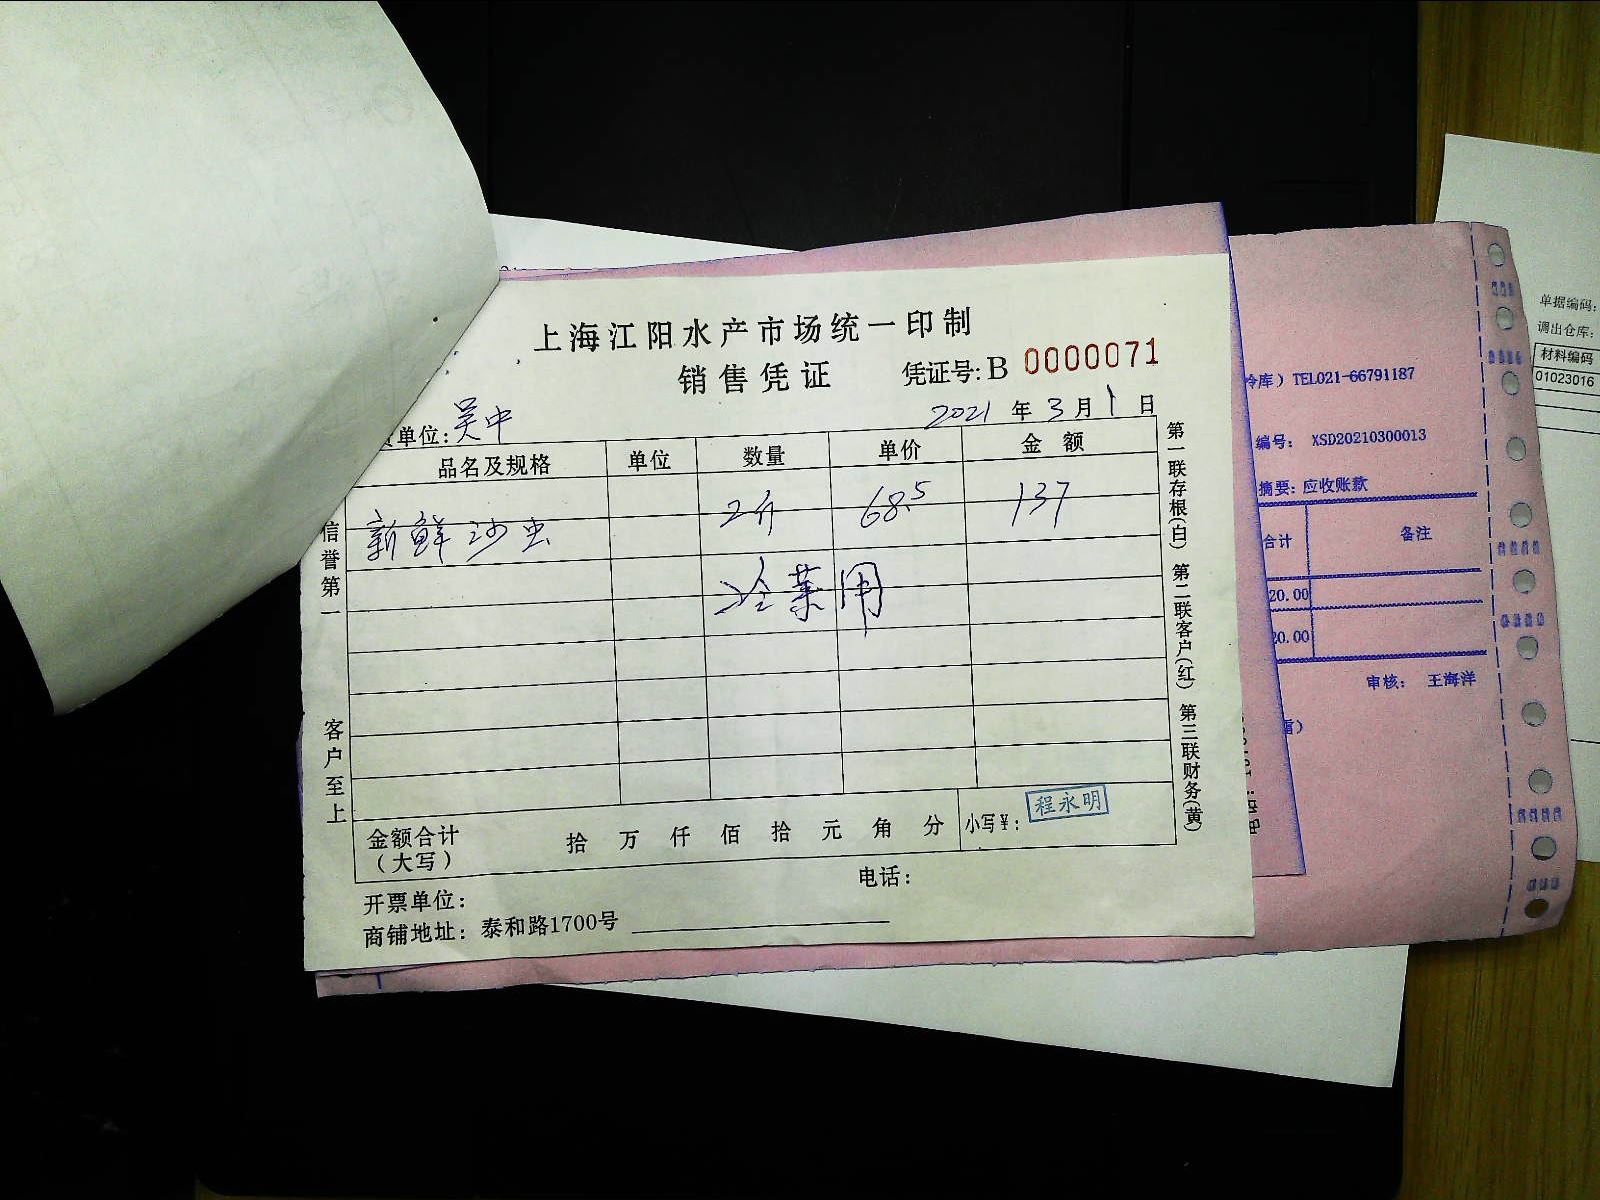 上海江阳水产市场统一印制
销售凭证
凭证号:B 0000071
单位:吴中
2021年3月1日
品名及规格 单位 数量 单价 金额
新鲜沙虫 2斤 68.5 137
冷菜用
金额合计(大写) 拾万仟佰拾元角分 小写¥: 程永明
开票单位: 电话:
商铺地址: 泰和路1700号
信誉第一
客户至上
第一联存根(白) 第二联客户(红) 第三联财务(黄)
冷库)TEL021-66791187
编号: XSD20210300013
摘要:应收账款
合计 备注
20.00
20.00
审核: 王海洋
单据编码:
调出仓库:
材料编码
01023016